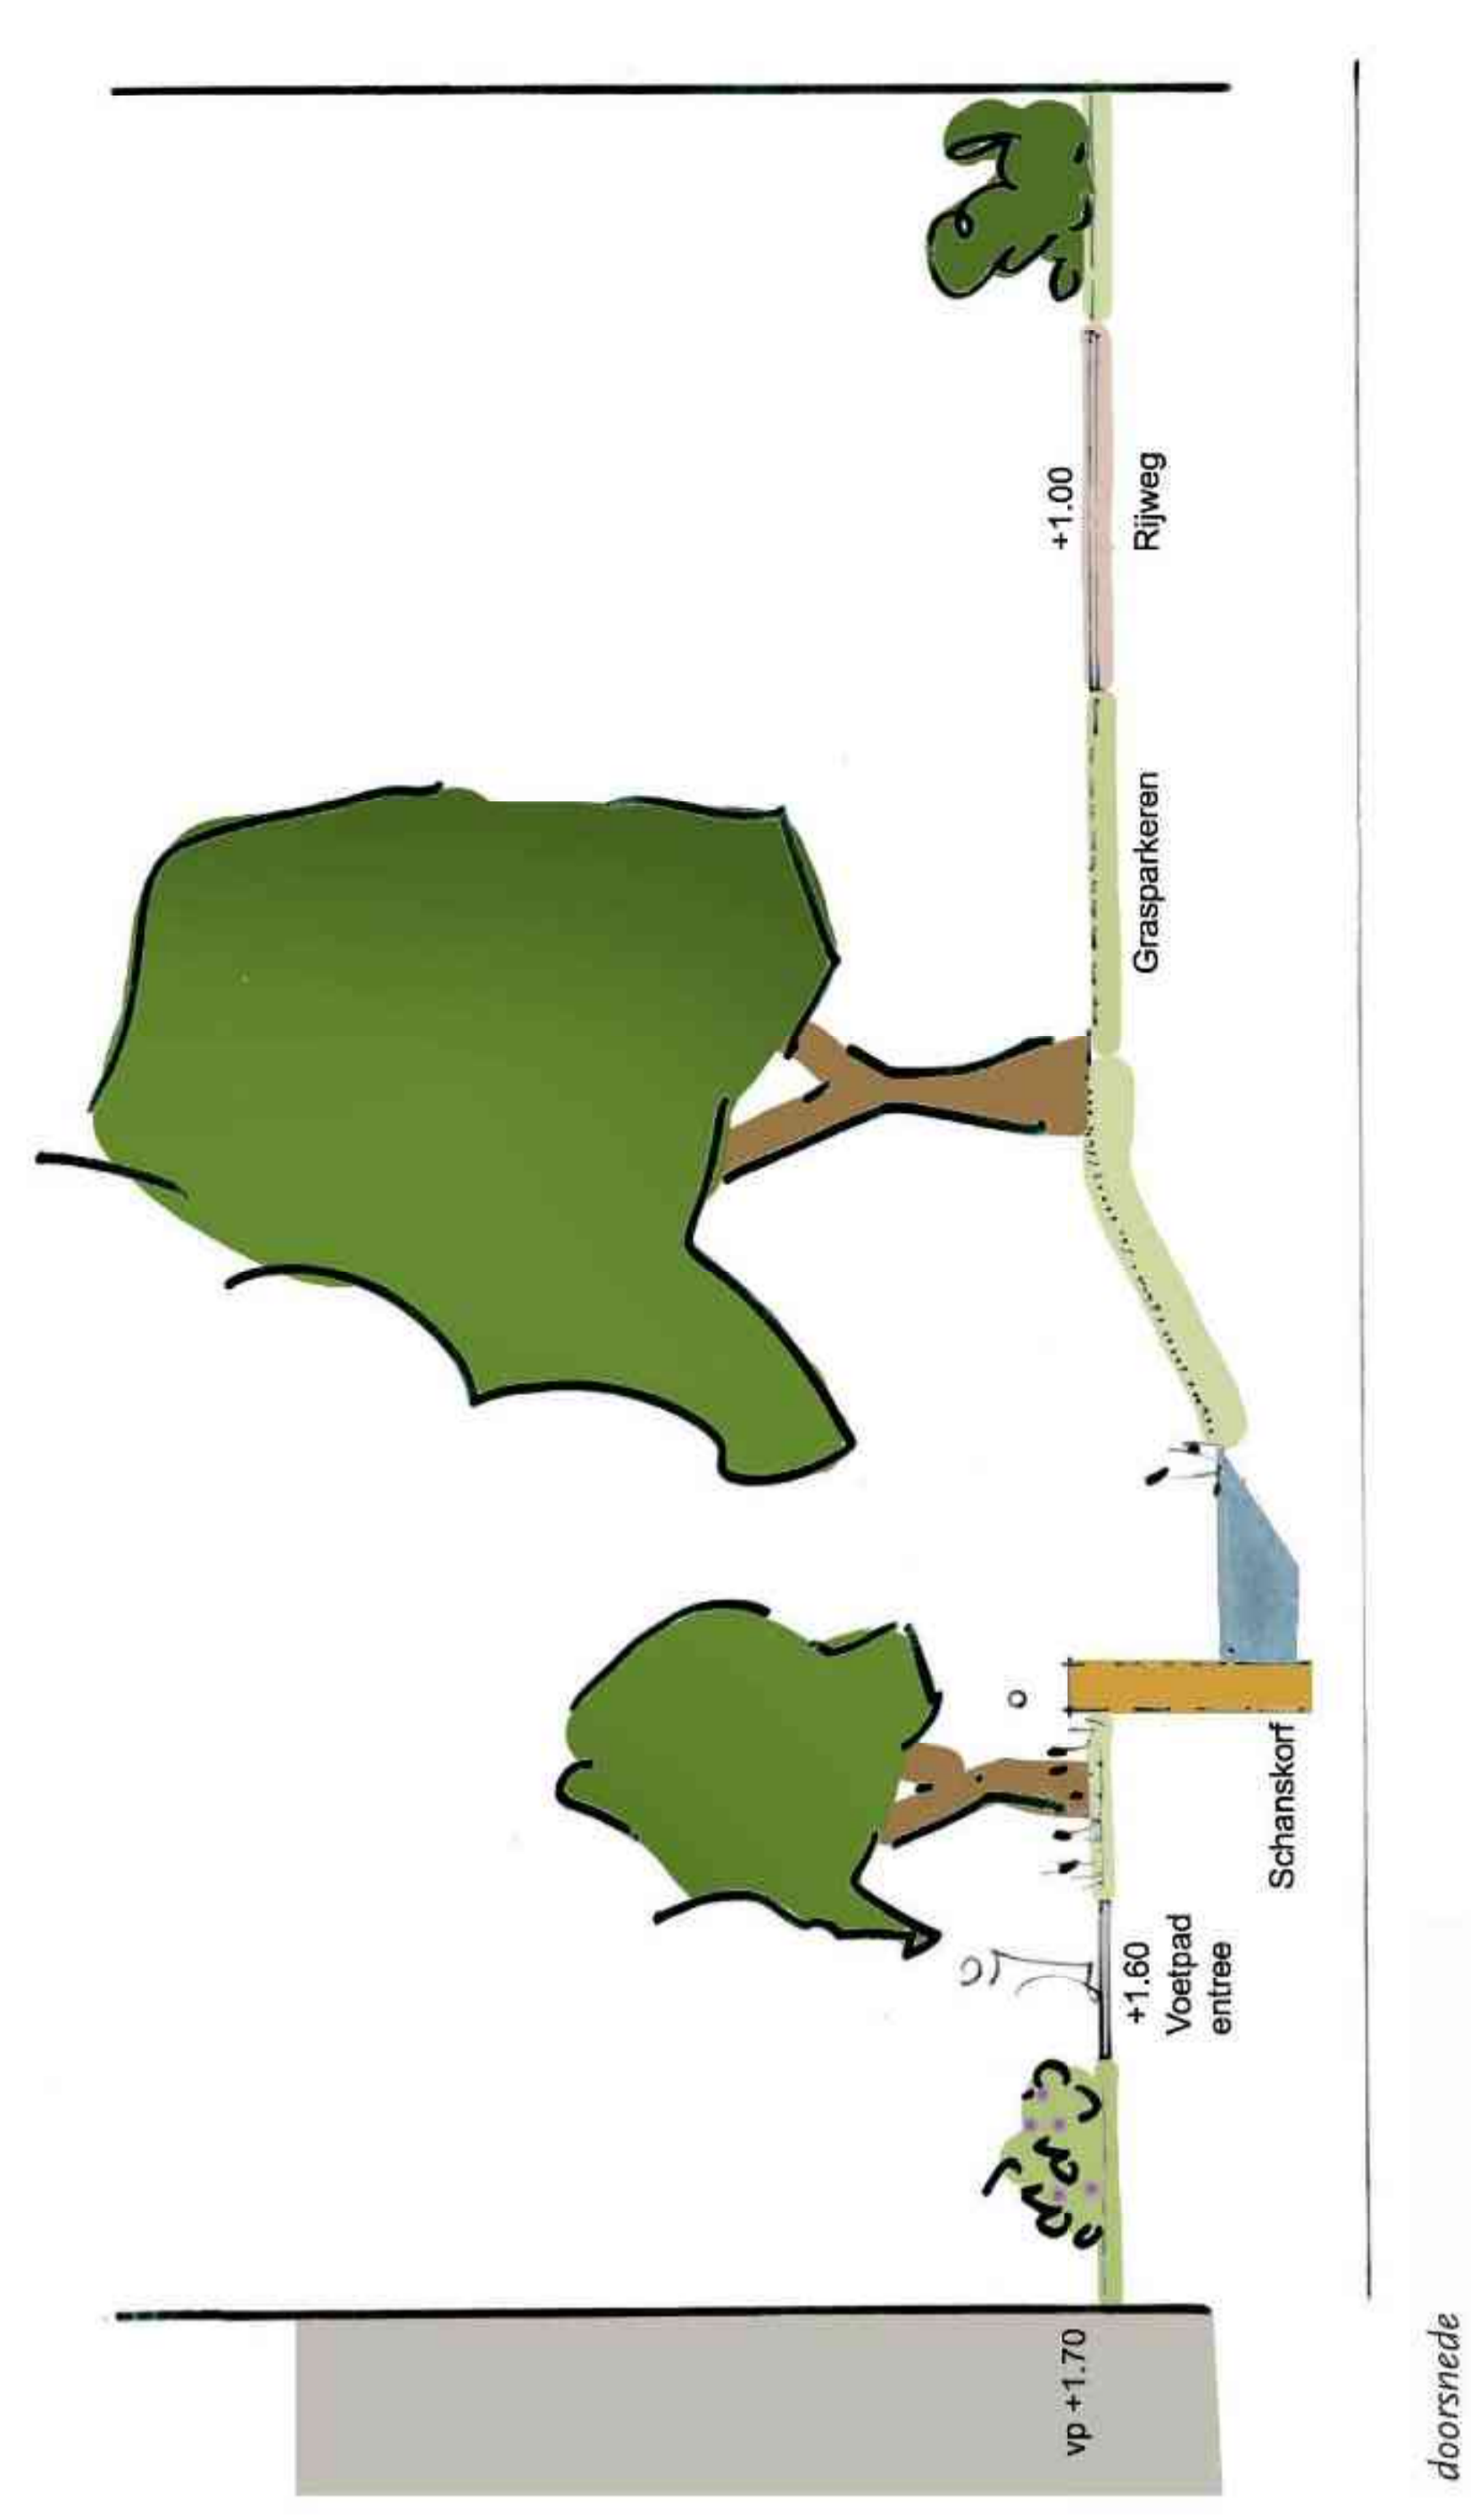 vp +1.70
+1.60
Voetpad
entree
Schanskorf
Grasparkeren
+1.00
Rijweg
doorsnede